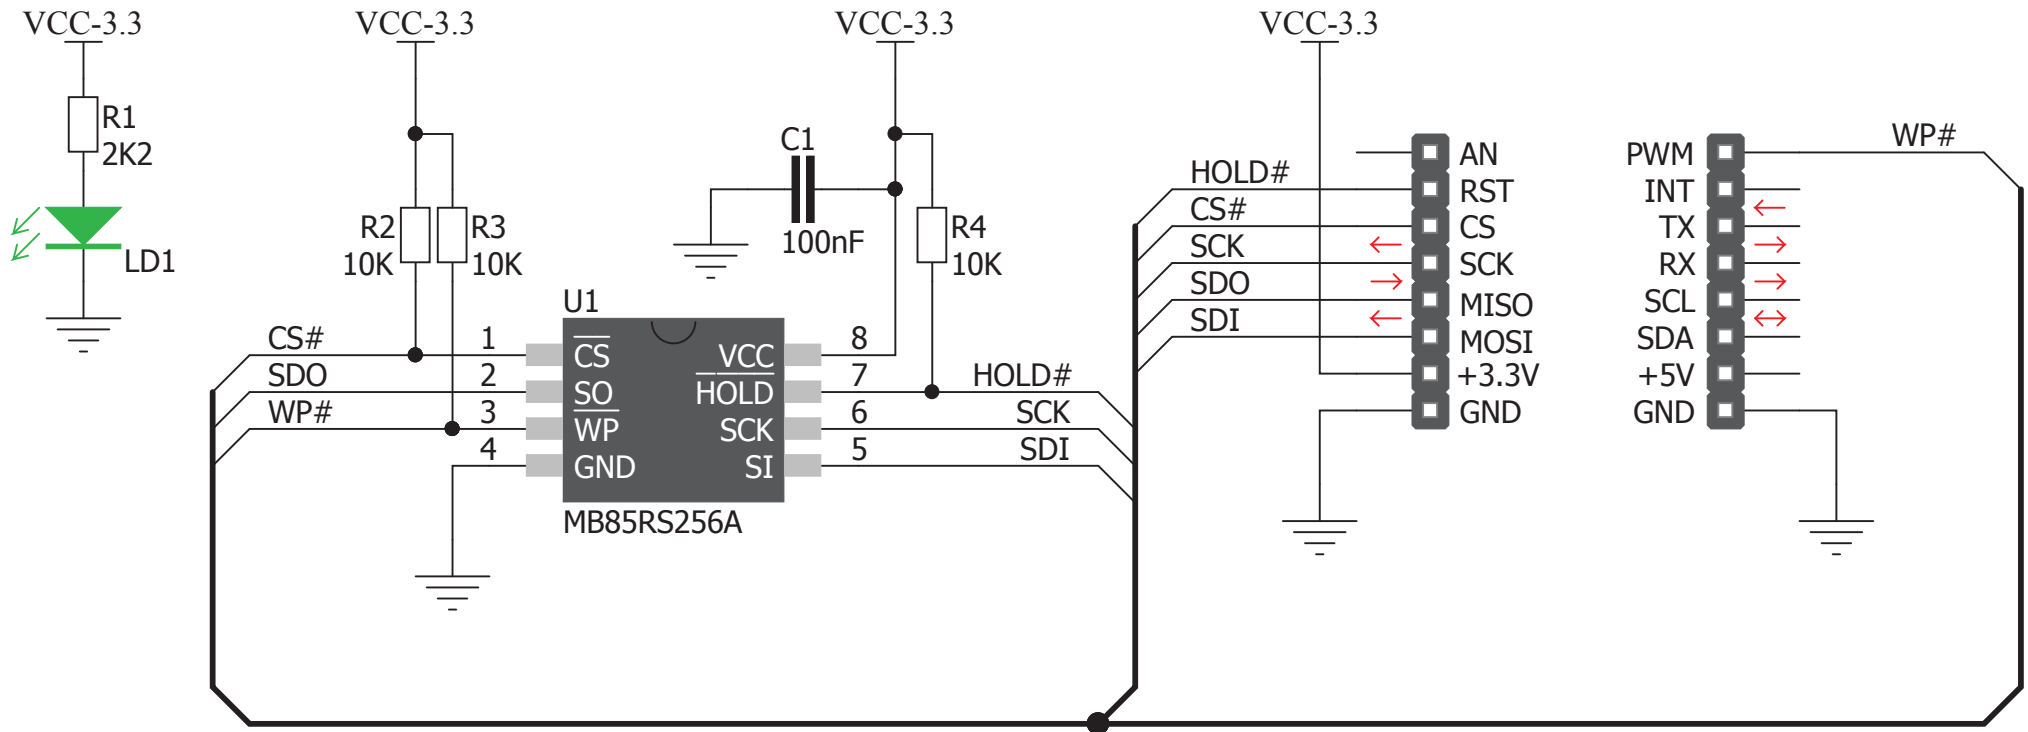 VCC-3.3
VCC-3.3
VCC-3.3
VCC-3.3
R1
2K2
LD1
R2
10K
R3
10K
C1
100nF
R4
10K
U1
CS#
1
CS
SDO
2
SO
WP#
3
WP
4
GND
VCC
8
HOLD
7
HOLD#
SCK
6
SCK
SI
5
SDI
MB85RS256A
HOLD#
CS#
SCK
SDO
SDI
AN
RST
CS
SCK
MISO
MOSI
+3.3V
GND
PWM
INT
TX
RX
SCL
SDA
+5V
GND
WP#